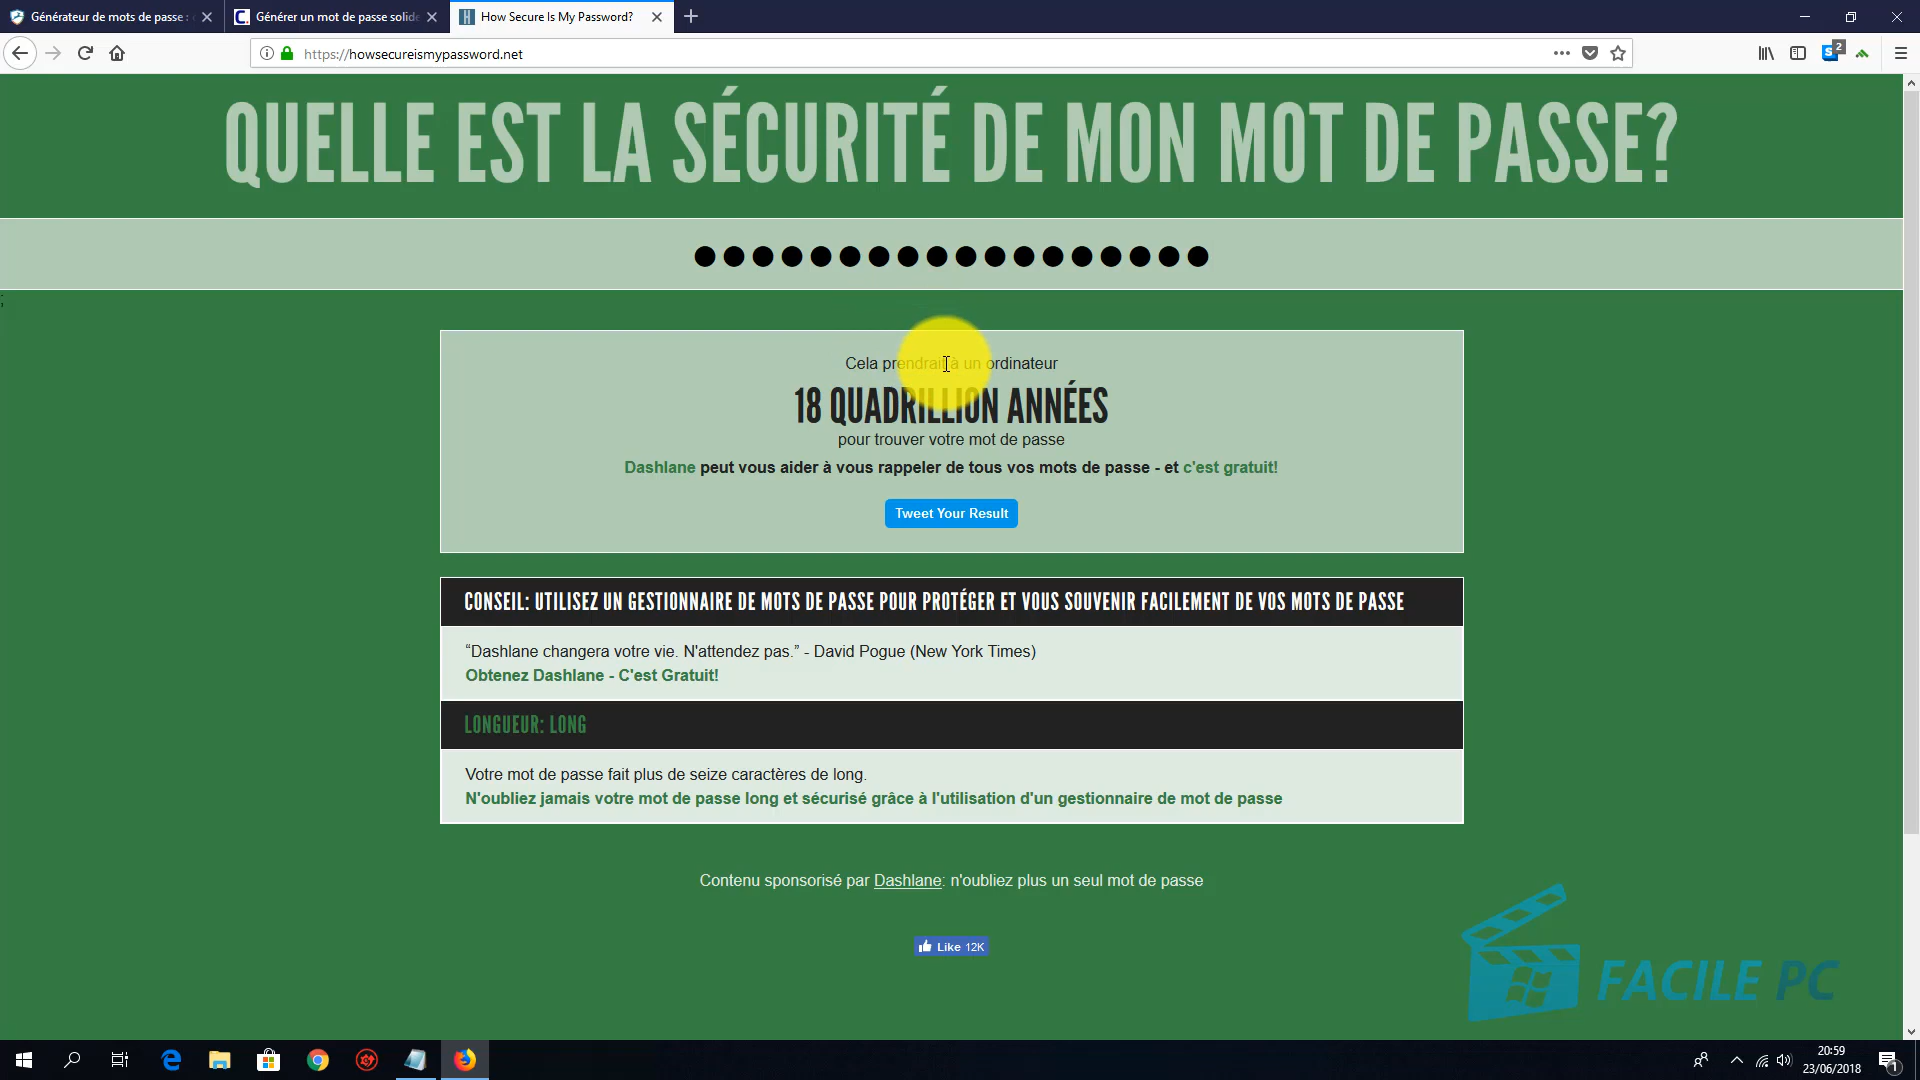 Générateur de mots de passe :
Générer un mot de passe solide
How Secure Is My Password?
https://howsecureismypassword.net
2
QUELLE EST LA SÉCURITÉ DE MON MOT DE PASSE?
Cela prendrait à un ordinateur
18 QUADRILLION ANNÉES
pour trouver votre mot de passe
Dashlane peut vous aider à vous rappeler de tous vos mots de passe - et c'est gratuit!
Tweet Your Result
CONSEIL: UTILISEZ UN GESTIONNAIRE DE MOTS DE PASSE POUR PROTÉGER ET VOUS SOUVENIR FACILEMENT DE VOS MOTS DE PASSE
“Dashlane changera votre vie. N'attendez pas.” - David Pogue (New York Times)
Obtenez Dashlane - C'est Gratuit!
LONGUEUR: LONG
Votre mot de passe fait plus de seize caractères de long.
N'oubliez jamais votre mot de passe long et sécurisé grâce à l'utilisation d'un gestionnaire de mot de passe
Contenu sponsorisé par Dashlane: n'oubliez plus un seul mot de passe
Like 12K
FACILE PC
20:59
23/06/2018
1